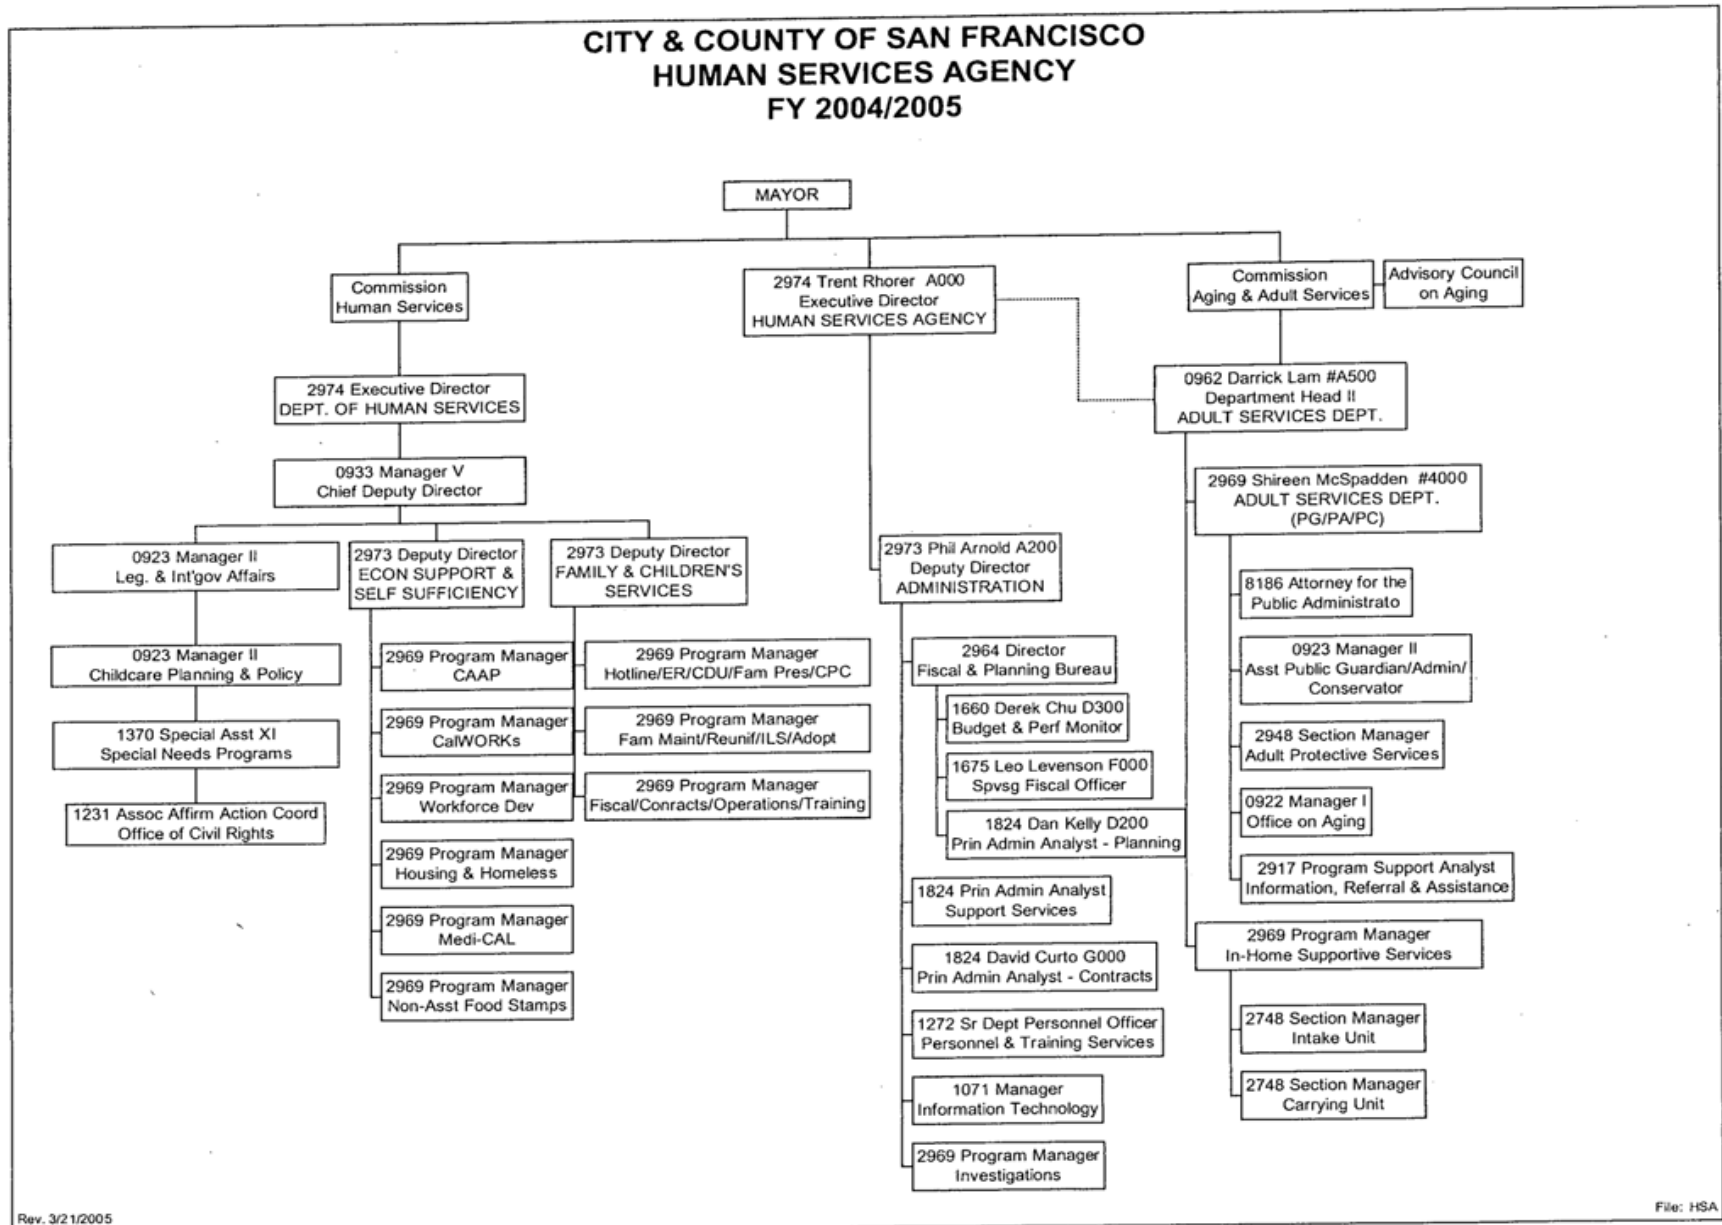 CITY & COUNTY OF SAN FRANCISCO
HUMAN SERVICES AGENCY
FY 2004/2005
MAYOR
Commission
Human Services
2974 Trent Rhorer A000
Executive Director
HUMAN SERVICES AGENCY
Commission
Aging & Adult Services
Advisory Council
on Aging
2974 Executive Director
DEPT. OF HUMAN SERVICES
0962 Darrick Lam #A500
Department Head II
ADULT SERVICES DEPT.
0933 Manager V
Chief Deputy Director
2969 Shireen McSpadden #4000
ADULT SERVICES DEPT.
(PG/PA/PC)
0923 Manager II
Leg. & Int'gov Affairs
2973 Deputy Director
ECON SUPPORT &
SELF SUFFICIENCY
2973 Deputy Director
FAMILY & CHILDREN'S
SERVICES
2973 Phil Arnold A200
Deputy Director
ADMINISTRATION
0923 Manager II
Childcare Planning & Policy
1370 Special Asst XI
Special Needs Programs
1231 Assoc Affirm Action Coord
Office of Civil Rights
2969 Program Manager
CAAP
2969 Program Manager
CalWORKs
2969 Program Manager
Workforce Dev
2969 Program Manager
Housing & Homeless
2969 Program Manager
Medi-CAL
2969 Program Manager
Non-Asst Food Stamps
2969 Program Manager
Hotline/ER/CDU/Fam Pres/CPC
2969 Program Manager
Fam Maint/Reunif/ILS/Adopt
2969 Program Manager
Fiscal/Conracts/Operations/Training
2964 Director
Fiscal & Planning Bureau
1660 Derek Chu D300
Budget & Perf Monitor
1675 Leo Levenson F000
Spvsg Fiscal Officer
1824 Dan Kelly D200
Prin Admin Analyst - Planning
1824 Prin Admin Analyst
Support Services
1824 David Curto G000
Prin Admin Analyst - Contracts
1272 Sr Dept Personnel Officer
Personnel & Training Services
1071 Manager
Information Technology
2969 Program Manager
Investigations
8186 Attorney for the
Public Administrato
0923 Manager II
Asst Public Guardian/Admin/
Conservator
2948 Section Manager
Adult Protective Services
0922 Manager I
Office on Aging
2917 Program Support Analyst
Information, Referral & Assistance
2969 Program Manager
In-Home Supportive Services
2748 Section Manager
Intake Unit
2748 Section Manager
Carrying Unit
Rev. 3/21/2005
File: HSA